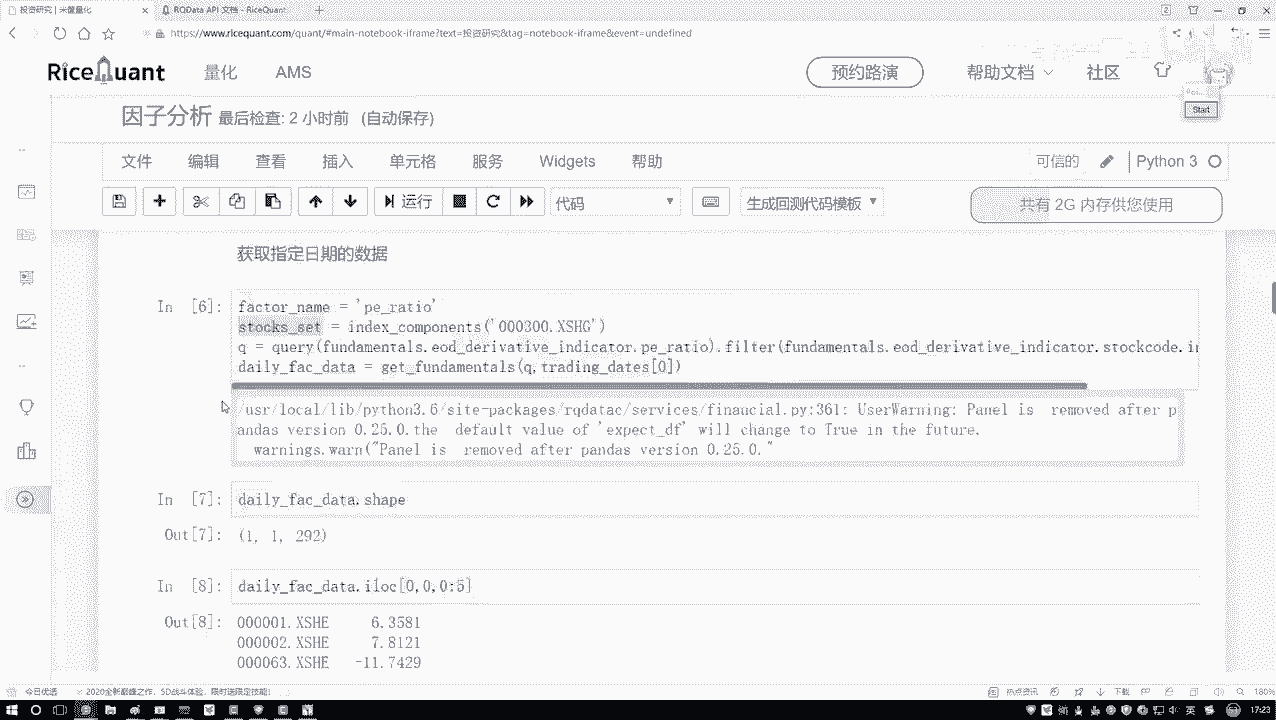 投资研究 | 米筐量化
RQData API 文档 - RiceQuant
https://www.ricequant.com/quant/#main-notebook-iframe?text=投资研究&tag=notebook-iframe&event=undefined
RiceQuant
量化
AMS
预约路演
帮助文档
社区
Start
因子分析 最后检查: 2 小时前 (自动保存)
文件 编辑 查看 插入 单元格 服务 Widgets 帮助
可信的
Python 3
运行
代码
生成回测代码模板
共有 2G 内存供您使用
获取指定日期的数据
In [6]:
factor_name = 'pe_ratio'
stocks_set = index_components("000300.XSHG")
q = query(fundamentals.eod_derivative_indicator.pe_ratio).filter(fundamentals.eod_derivative_indicator.stockcode.in
daily_fac_data = get_fundamentals(q,trading_dates[0])
/usr/local/lib/python3.6/site-packages/rqdatac/services/financial.py:361: UserWarning: Panel is  removed after p
andas version 0.25.0.the  default value of 'expect_df' will change to True in the future.
warnings.warn("Panel is  removed after pandas version 0.25.0."
In [7]: daily_fac_data.shape
Out[7]: (1, 1, 292)
In [8]: daily_fac_data.iloc[0,0,0:5]
Out[8]: 000001.XSHE 6.3581
000002.XSHE 7.8121
000063.XSHE -11.7429
今日优选
2020全新巅峰之作，SD战斗体验，限时送限定技能！
热点资讯
下载
180%
英
17:23